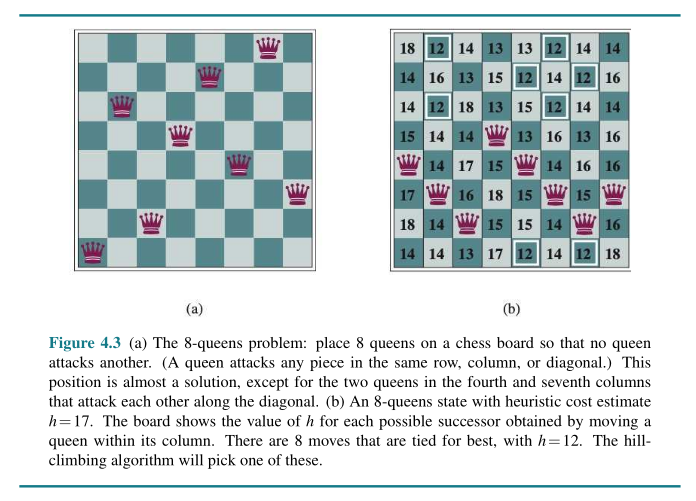 18 12 14 13 13 12 14 14
14 16 13 15 12 14 12 16
14 12 18 13 15 12 14 14
15 14 14 13 16 13 16
14 17 15 14 16 16
17 16 18 15
18 14 15 15 14 16
14 14 13 17 12 14 12 18
(a)
(b)
Figure 4.3 (a) The 8-queens problem: place 8 queens on a chess board so that no queen
attacks another. (A queen attacks any piece in the same row, column, or diagonal.) This
position is almost a solution, except for the two queens in the fourth and seventh columns
that attack each other along the diagonal. (b) An 8-queens state with heuristic cost estimate
h=17. The board shows the value of h for each possible successor obtained by moving a
queen within its column. There are 8 moves that are tied for best, with h=12. The hill-
climbing algorithm will pick one of these.